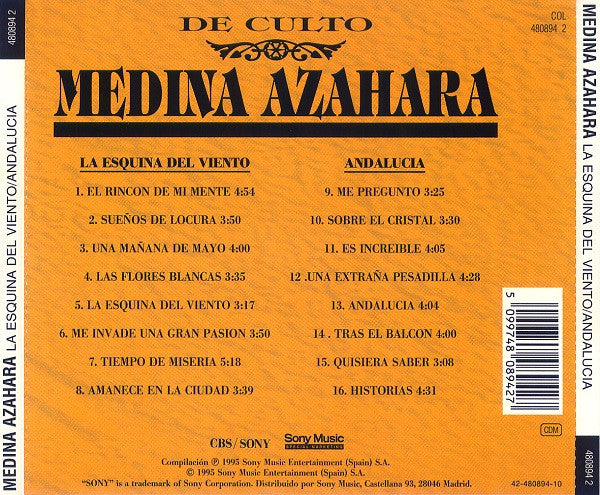 DE CULTO
COL
480894 2
MEDINA AZAHARA
LA ESQUINA DEL VIENTO
1. EL RINCON DE MI MENTE 4:54
2. SUEÑOS DE LOCURA 3:50
3. UNA MAÑANA DE MAYO 4:00
4. LAS FLORES BLANCAS 3:35
5. LA ESQUINA DEL VIENTO 3:17
6. ME INVADE UNA GRAN PASION 3:50
7. TIEMPO DE MISERIA 5:18
8. AMANECE EN LA CIUDAD 3:39
ANDALUCIA
9. ME PREGUNTO 3:25
10. SOBRE EL CRISTAL 3:30
11. ES INCREIBLE 4:05
12 .UNA EXTRAÑA PESADILLA 4:28
13. ANDALUCIA 4:04
14 . TRAS EL BALCON 4:00
15. QUISIERA SABER 3:08
16. HISTORIAS 4:31
5 099748 089427
CDM
CBS/ SONY
Sony Music
SPECIAL MARKETING
Compilación ℗ 1995 Sony Music Entertainment (Spain) S.A.
© 1995 Sony Music Entertainment (Spain) S.A.
"SONY" is a trademark of Sony Corporation. Distribuido por Sony Music, Castellana 93, 28046 Madrid.
42-480894-10
480894 2
MEDINA AZAHARA LA ESQUINA DEL VIENTO/ANDALUCIA
MEDINA AZAHARA LA ESQUINA DEL VIENTO/ANDALUCIA
480894 2